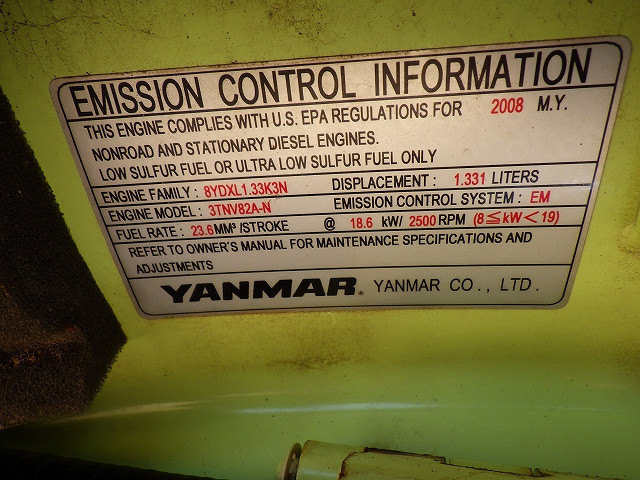 EMISSION CONTROL INFORMATION
THIS ENGINE COMPLIES WITH U.S. EPA REGULATIONS FOR 2008 M.Y.
NONROAD AND STATIONARY DIESEL ENGINES.
LOW SULFUR FUEL OR ULTRA LOW SULFUR FUEL ONLY
ENGINE FAMILY : 8YDXL1.33K3N DISPLACEMENT : 1.331 LITERS
ENGINE MODEL : 3TNV82A-N EMISSION CONTROL SYSTEM : EM
FUEL RATE : 23.6 MM³/STROKE @ 18.6 kW/ 2500 RPM (8≦kW<19)
REFER TO OWNER'S MANUAL FOR MAINTENANCE SPECIFICATIONS AND
ADJUSTMENTS
YANMAR® YANMAR CO., LTD.